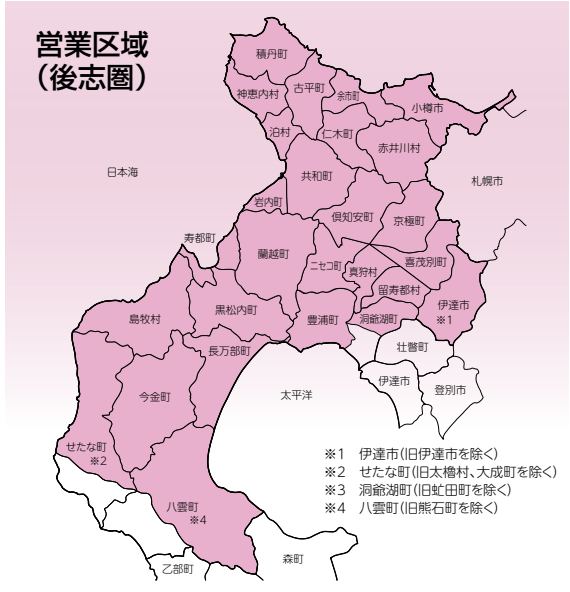 営業区域
（後志圏）
積丹町
神恵内村
古平町
余市町
小樽市
泊村
仁木町
赤井川村
日本海
共和町
札幌市
岩内町
倶知安町
京極町
寿都町
蘭越町
ニセコ町
真狩村
喜茂別町
留寿都村
島牧村
黒松内町
豊浦町
洞爺湖町
伊達市
※1
長万部町
壮瞥町
今金町
太平洋
伊達市
登別市
せたな町
※2
※1 伊達市（旧伊達市を除く）
※2 せたな町（旧太櫓村、大成町を除く）
※3 洞爺湖町（旧虻田町を除く）
※4 八雲町（旧熊石町を除く）
八雲町
※4
森町
乙部町